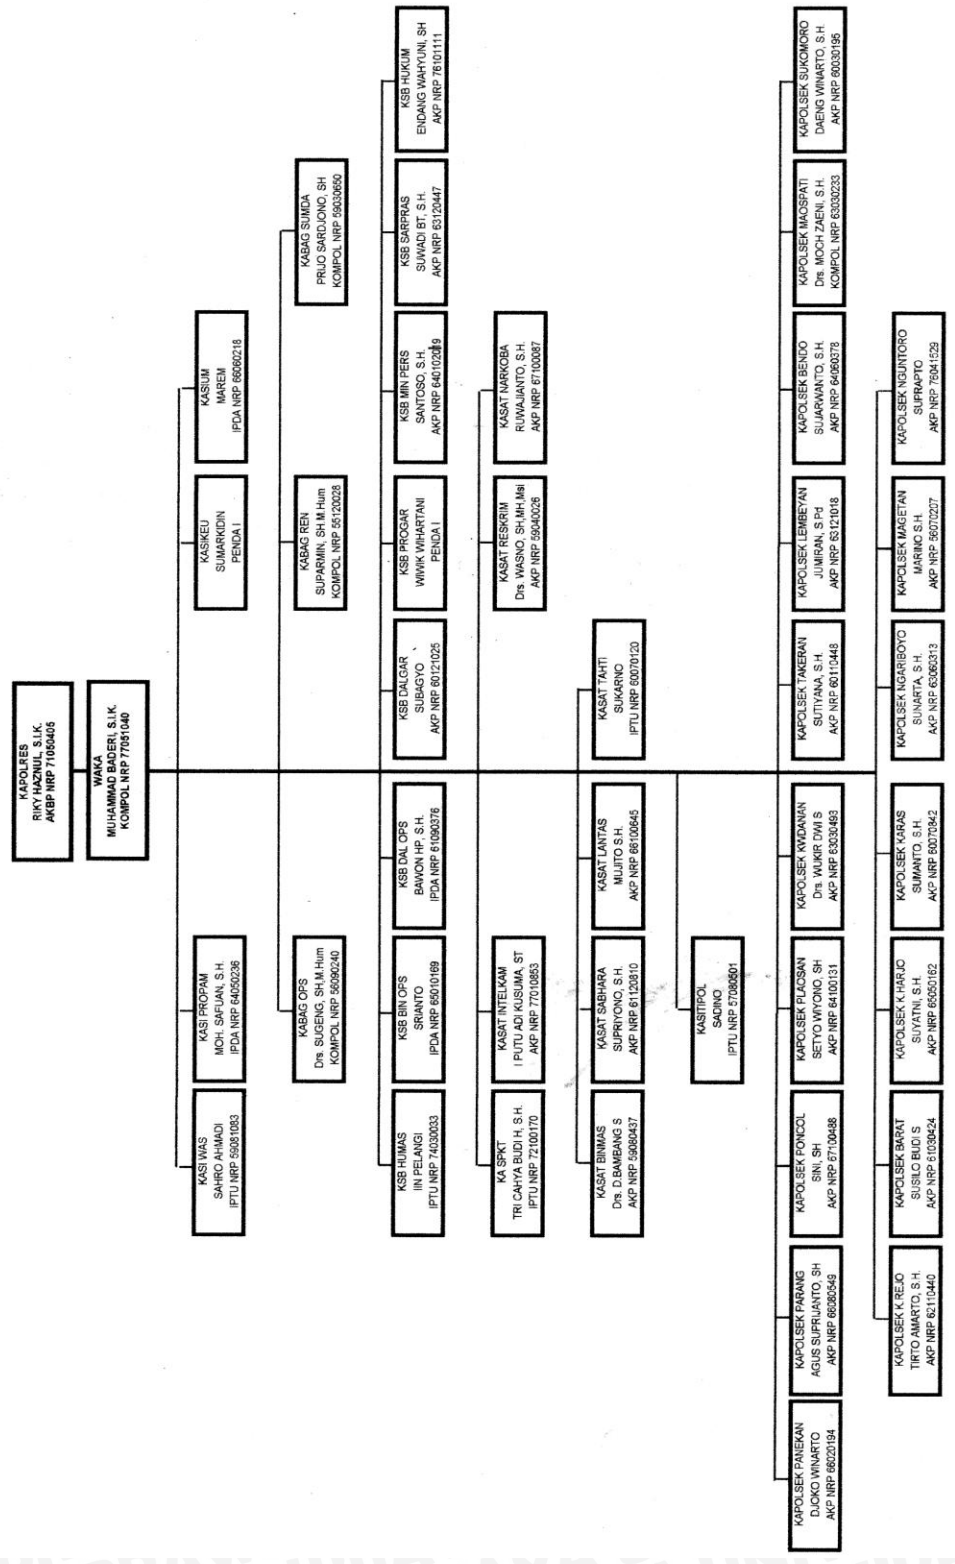 KAPOLRES
RIKY HAZNUL, S.I.K.
AKBP NRP 71050405
WAKA
MUHAMMAD BADERI, S.I.K.
KOMPOL NRP 77051040
KASI WAS
SAHRO AHMADI
IPTU NRP 59081083
KASI PROPAM
MOH. SAFUAN, S.H.
IPDA NRP 64050236
KASIKEU
SUMARKIDIN
PENDA I
KASIUM
MAREM
IPDA NRP 66060218
KABAG OPS
Drs. SUGENG, SH,M.Hum
KOMPOL NRP 56090240
KABAG REN
SUPARMIN, SH.M.Hum
KOMPOL NRP 55120028
KABAG SUMDA
PRIJO SARDJONO, SH
KOMPOL NRP 59030650
KSB HUMAS
IIN PELANGI
IPTU NRP 74030033
KSB BIN OPS
SRIANTO
IPDA NRP 65010169
KSB DAL OPS
BAWON HP, S.H.
IPDA NRP 61090376
KSB DALGAR
SUBAGYO
AKP NRP 60121025
KSB PROGAR
WIWIK WIHARTANI
PENDA I
KSB MIN PERS
SANTOSO, S.H.
AKP NRP
KSB SARPRAS
SUWADI BT, S.H.
AKP NRP 63120447
KSB HUKUM
ENDANG WAHYUNI, SH
AKP NRP 76101111
KA SPKT
TRI CAHYA BUDI H, S.H.
IPTU NRP 72100170
KASAT INTELKAM
I PUTU ADI KUSUMA, ST
AKP NRP 77010853
KASAT RESKRIM
Drs. WASNO, SH,MH,Msi
AKP NRP 59040026
KASAT NARKOBA
RUWAJIANTO, S.H.
AKP NRP 67100087
KASAT BINMAS
Drs. D.BAMBANG S
AKP NRP 59080437
KASAT SABHARA
SUPRIYONO, S.H.
AKP NRP 61120810
KASAT LANTAS
MUJITO S.H.
AKP NRP 66100645
KASAT TAHTI
SUKARNO
IPTU NRP 60070120
KASITIPOL
SADINO
IPTU NRP 57080501
KAPOLSEK PANEKAN
DJOKO WINARTO
AKP NRP 66020194
KAPOLSEK PARANG
AGUS SUPRIJANTO, SH
AKP NRP 66080549
KAPOLSEK PONCOL
SINI, SH
AKP NRP 67100488
KAPOLSEK PLAOSAN
SETYO WIYONO, SH
AKP NRP 64100131
KAPOLSEK KWDANAN
Drs. WUKIR DWI S
AKP NRP 63030493
KAPOLSEK TAKERAN
SUTIYANA, S.H.
AKP NRP 60110448
KAPOLSEK LEMBEYAN
JUMIRAN, S.Pd
AKP NRP 63121018
KAPOLSEK BENDO
SUJARWANTO, S.H.
AKP NRP 64060378
KAPOLSEK MAOSPATI
Drs. MOCH ZAENI, S.H.
KOMPOL NRP 63030233
KAPOLSEK SUKOMORO
DAENG WINARTO, S.H.
AKP NRP 60030195
KAPOLSEK K.REJO
TIRTO AMARTO, S.H.
AKP NRP 62110440
KAPOLSEK BARAT
SUSILO BUDI S
AKP NRP 61030424
KAPOLSEK K.HARJO
SUYATNI, S.H.
AKP NRP 65050162
KAPOLSEK KARAS
SUMANTO, S.H.
AKP NRP 60070842
KAPOLSEK NGARIBOYO
SUNARTA, S.H.
AKP NRP 63060313
KAPOLSEK MAGETAN
MARINO S.H.
AKP NRP 56070207
KAPOLSEK NGUNTORO
SUPRAPTO
AKP NRP 76041529